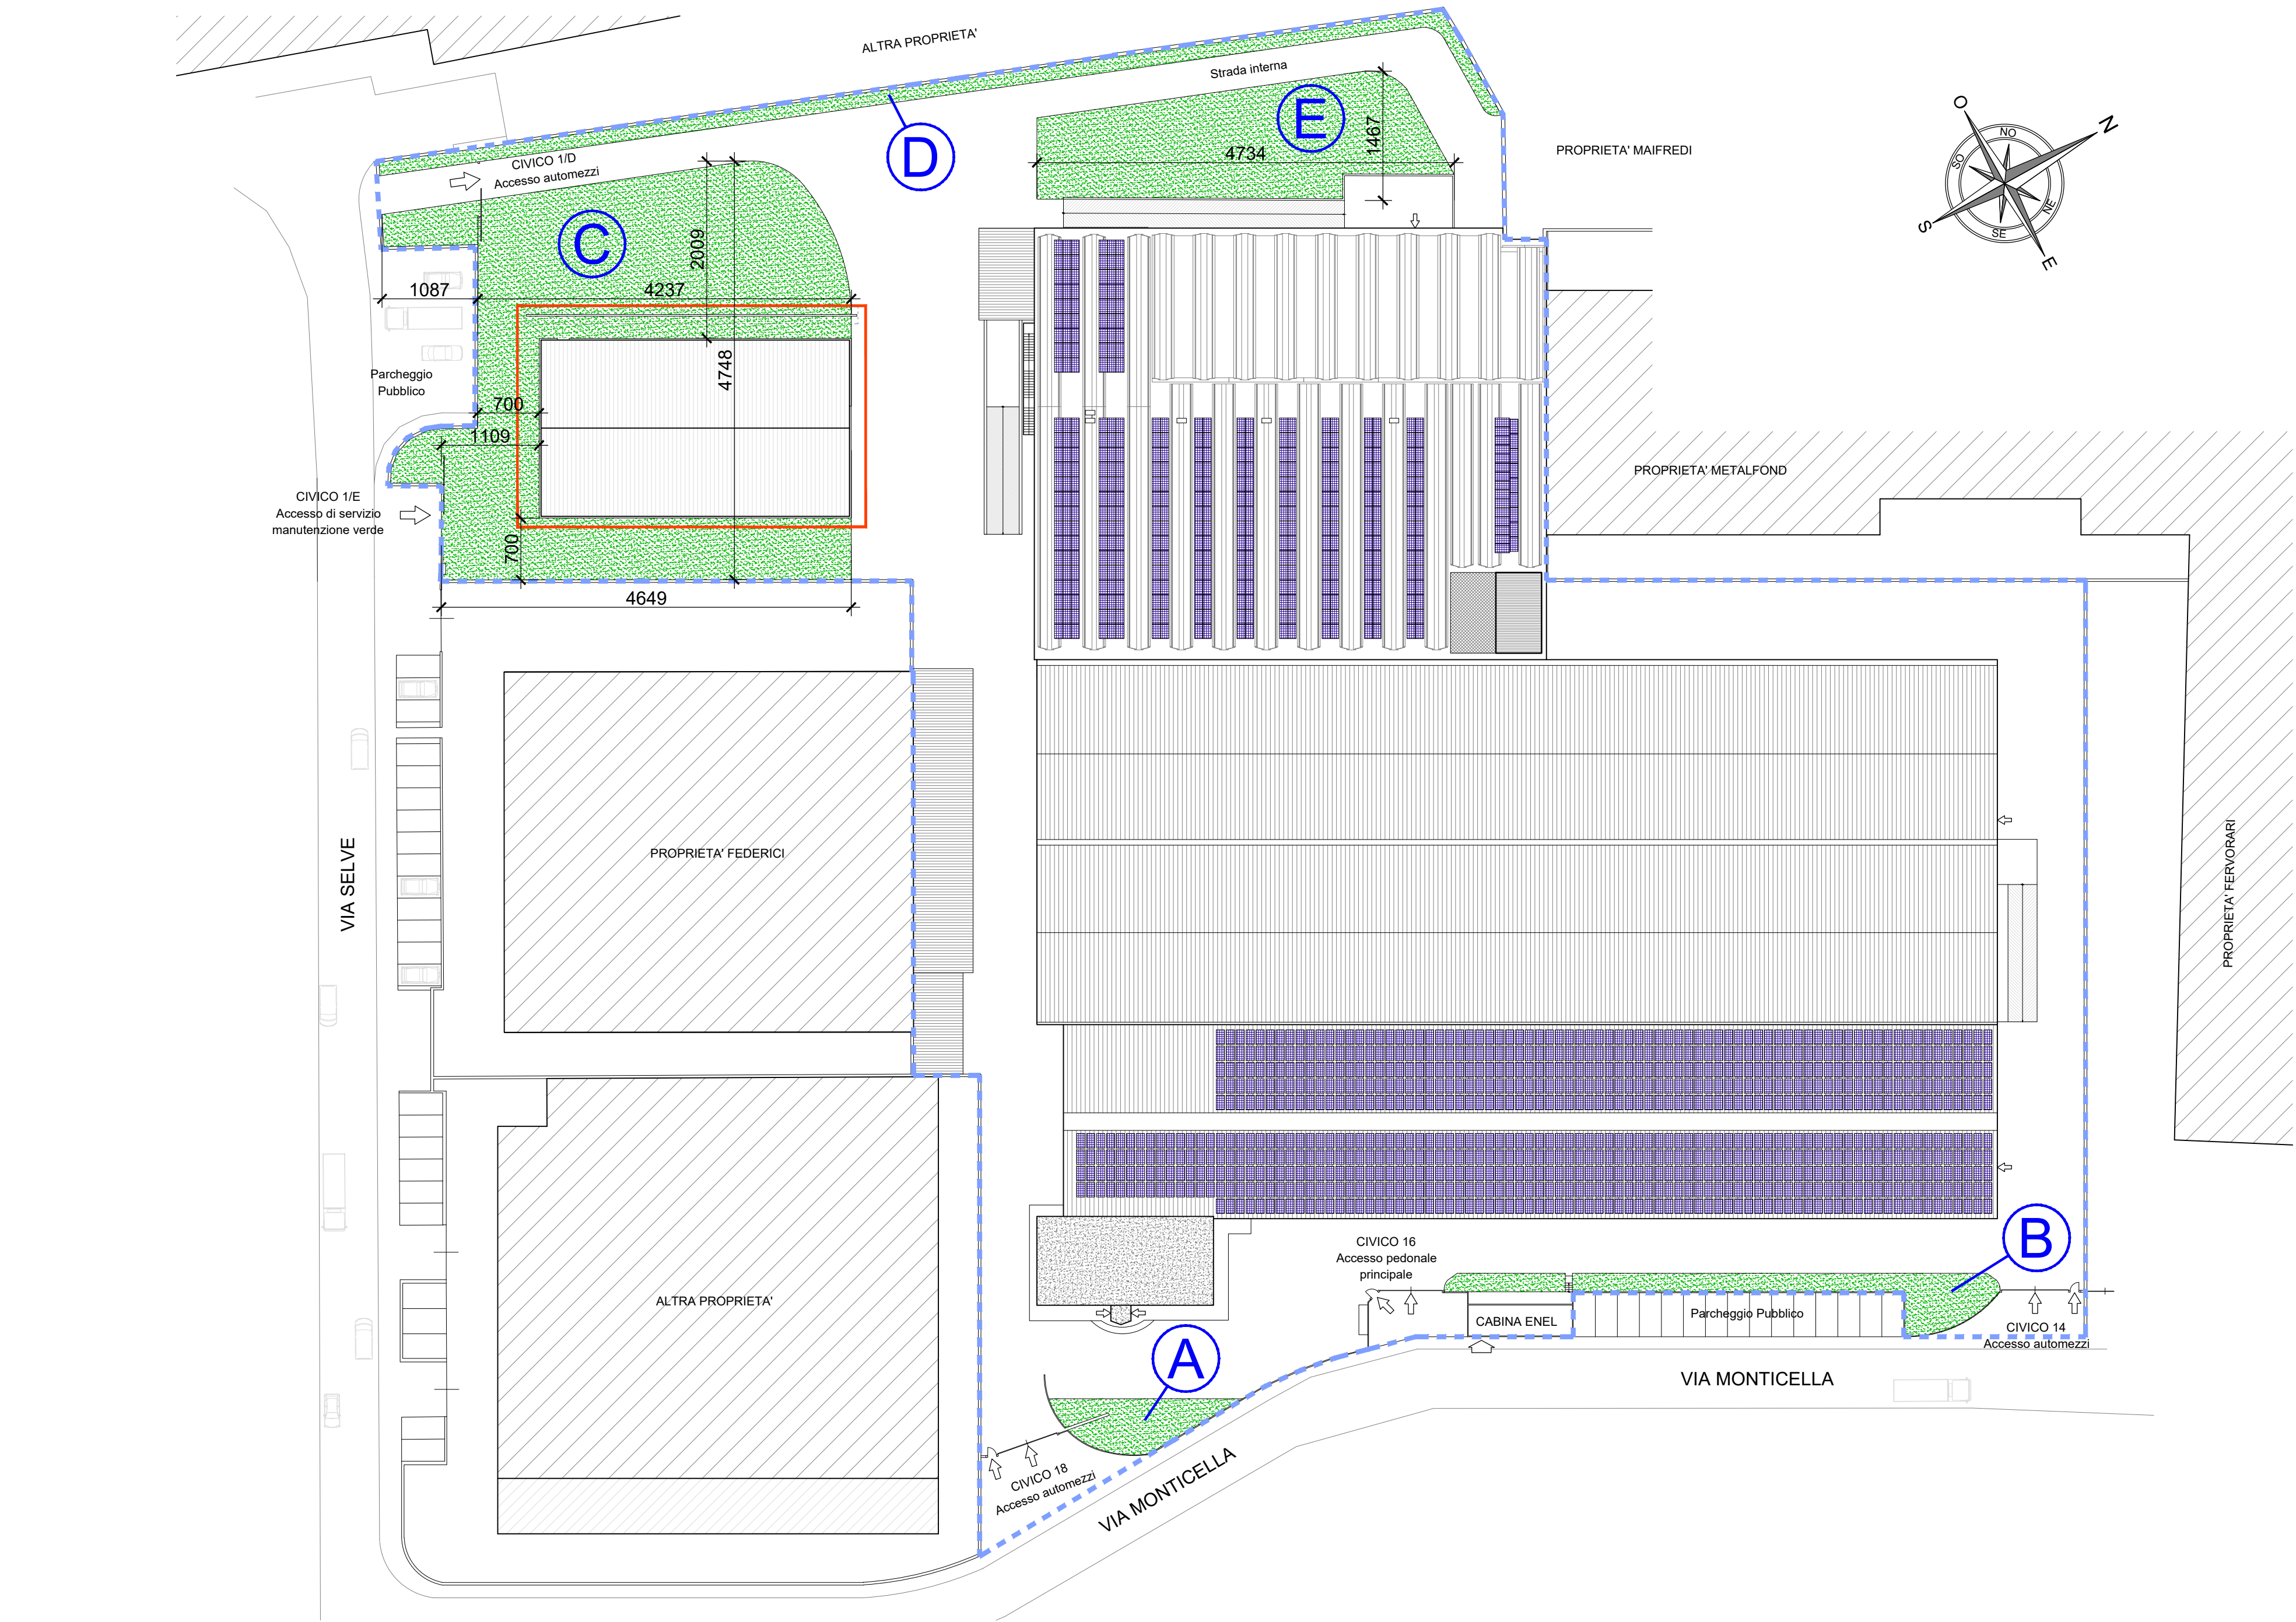 ALTRA PROPRIETA'
Strada interna
E
1467
4734
D
CIVICO 1/D
Accesso automezzi
PROPRIETA' MAIFREDI
O
NO
N
SO
NE
S
SE
E
C
2009
1087
4237
4748
Parcheggio
Pubblico
700
1109
CIVICO 1/E
Accesso di servizio
manutenzione verde
700
4649
PROPRIETA' METALFOND
VIA SELVE
PROPRIETA' FEDERICI
PROPRIETA' FERVORARI
ALTRA PROPRIETA'
CIVICO 16
Accesso pedonale
principale
B
CABINA ENEL
Parcheggio Pubblico
CIVICO 14
Accesso automezzi
A
VIA MONTICELLA
CIVICO 18
Accesso automezzi
VIA MONTICELLA